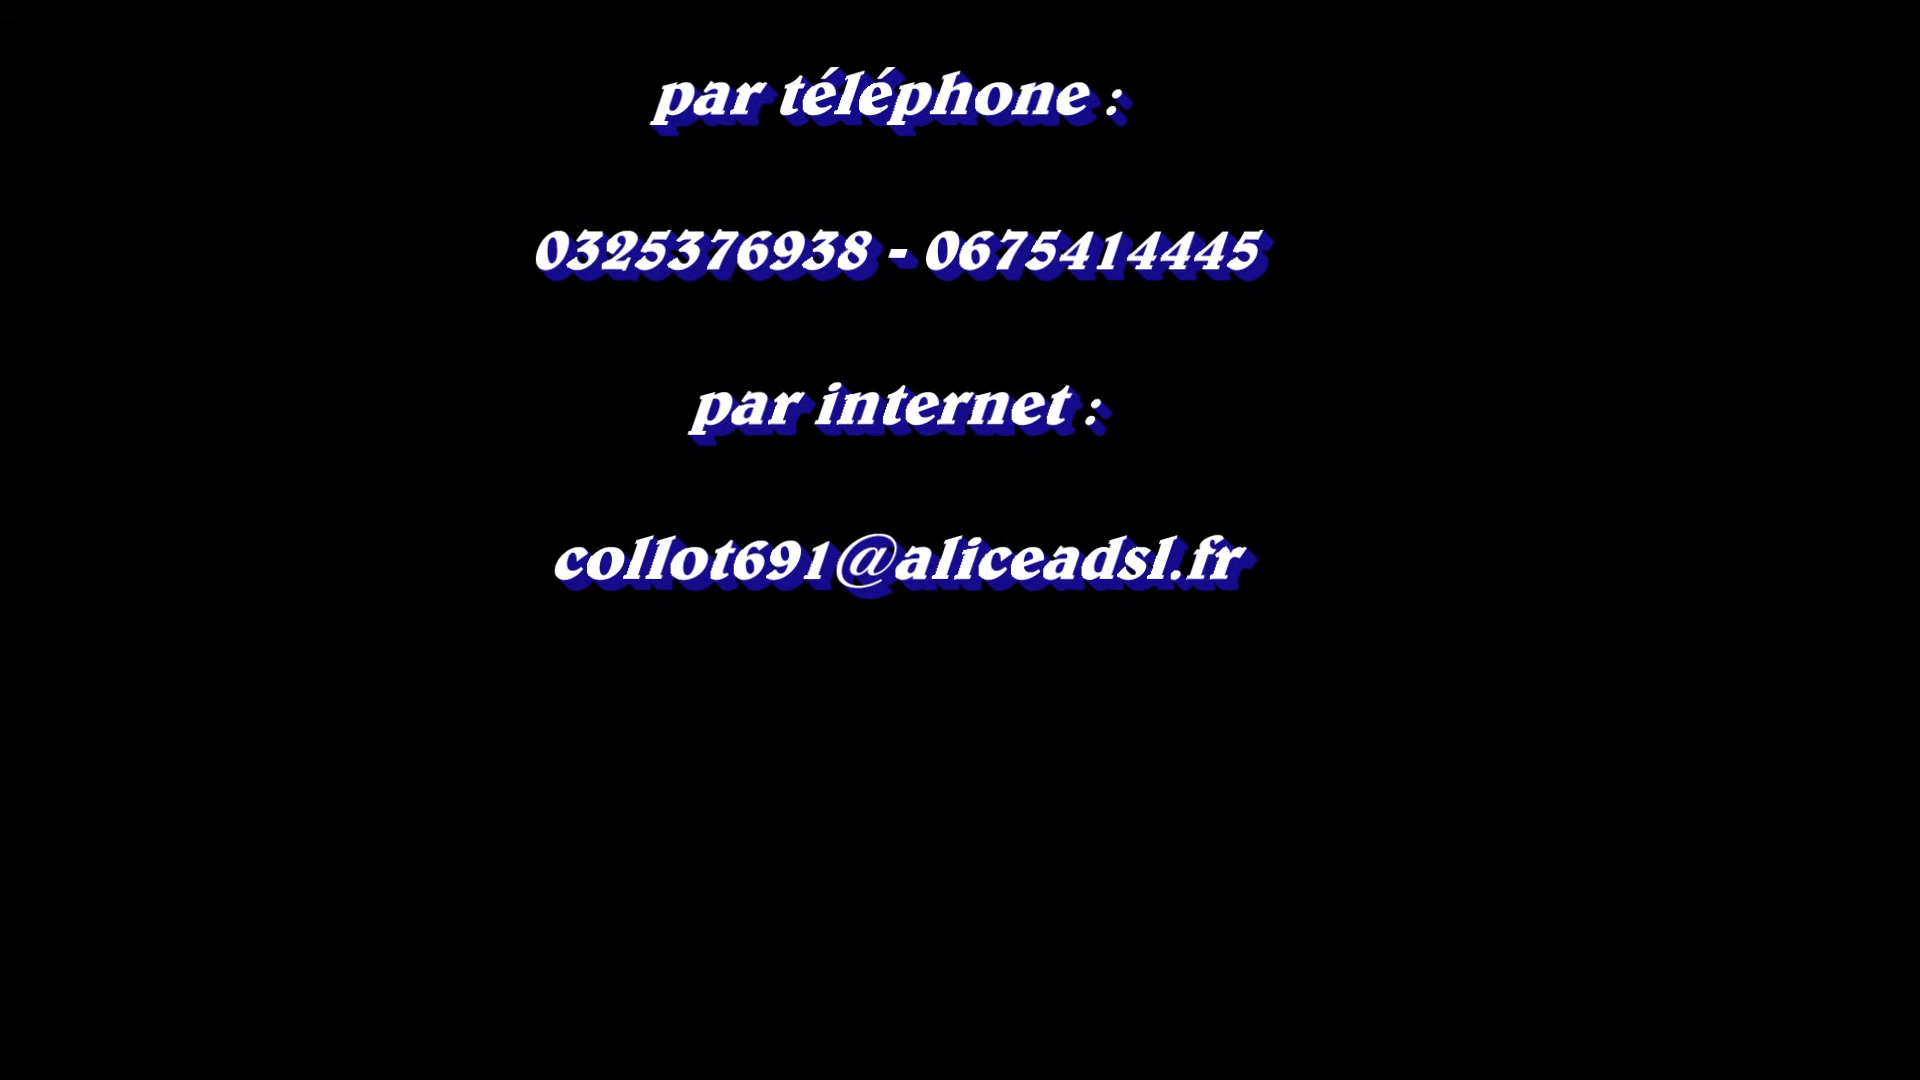 par téléphone :
0325376938 - 0675414445
par internet :
collot691@aliceadsl.fr